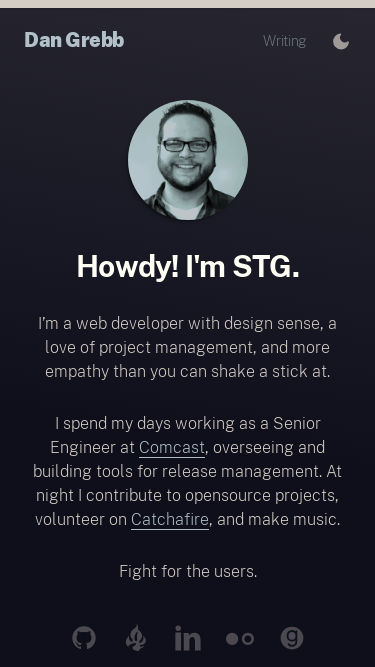 Dan Grebb
Writing
Howdy! I'm STG.
I'm a web developer with design sense, a
love of project management, and more
empathy than you can shake a stick at.
I spend my days working as a Senior
Engineer at Comcast, overseeing and
building tools for release management. At
night I contribute to opensource projects,
volunteer on Catchafire, and make music.
Fight for the users.